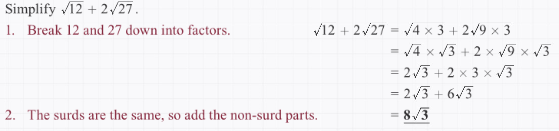 Simplify √12 + 2√27.
1. Break 12 and 27 down into factors. √12 + 2√27 = √4 × 3 + 2√9 × 3
= √4 × √3 + 2 × √9 × √3
= 2√3 + 2 × 3 × √3
= 2√3 + 6√3
2. The surds are the same, so add the non-surd parts. = 8√3